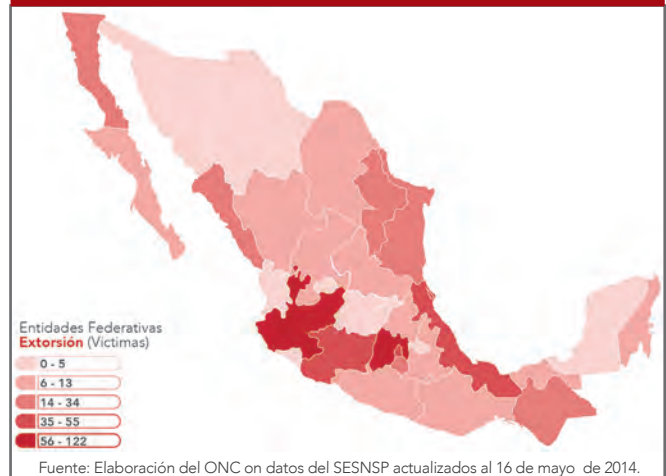 Entidades Federativas
Extorsión (Víctimas)
0 - 5
6 - 13
14 - 34
35 - 55
56 - 122
Fuente: Elaboración del ONC on datos del SESNSP actualizados al 16 de mayo de 2014.